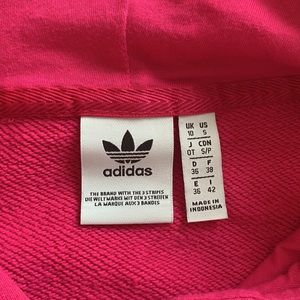 adidas
THE BRAND WITH THE 3 STRIPES
DIE WELTMARKE MIT DEN 3 STREIFEN
LA MARQUE AUX 3 BANDES
UK US
10 S
J CDN
OT S/P
D F
36 38
E I
36 42
MADE IN
INDONESIA